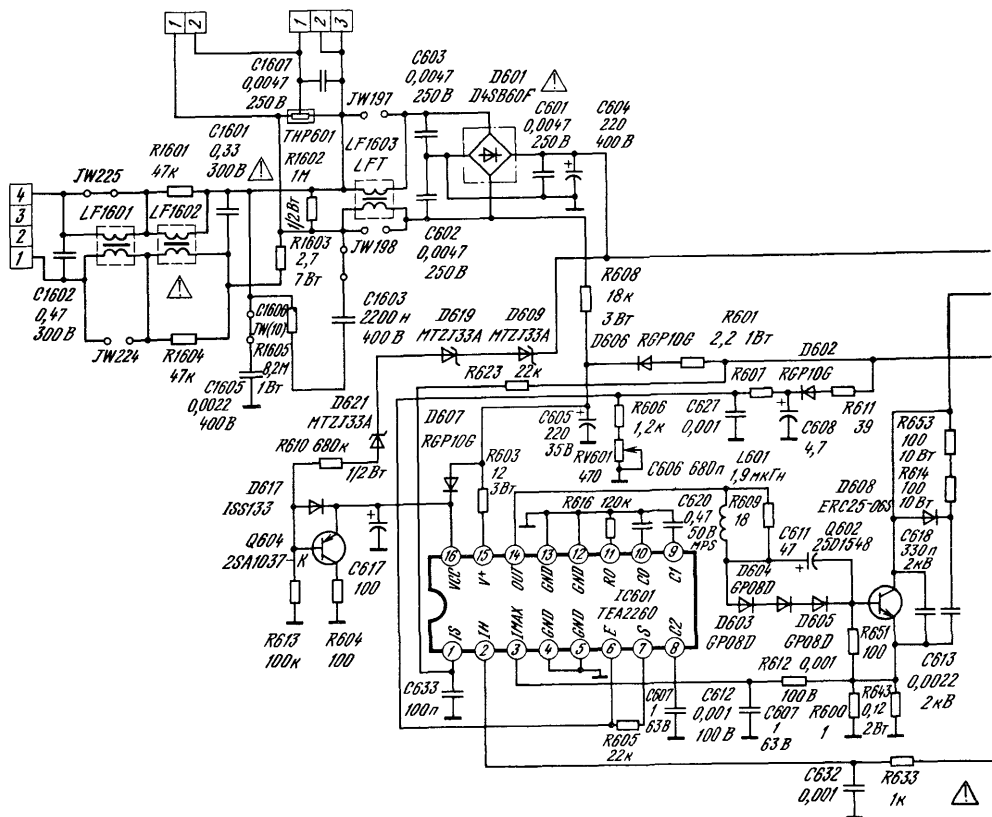 1
2
1
2
3
C1607
0,0047
250 В
THP601
C603
0,0047
250 В
JW197
D601
D4SB60F
C601
0,0047
250 В
C604
220
400 В
C1601
0,33
300 В
R1601
47к
R1602
1М
1/2 Вт
LF1603
LFT
JW225
LF1601
LF1602
4
3
2
1
JW198
R1603
2,7
7 Вт
C602
0,0047
250 В
C1602
0,47
300 В
JW224
R1604
47к
C1606
JW(10)
R1605
8,2М
1 Вт
C1605
0,0022
400 В
C1603
2200 н
400 В
R608
18к
3 Вт
D619
MTZJ33A
D609
MTZJ33A
D606
RGP10G
R601
2,2 1Вт
D602
RGP10G
R623
22к
R607
R611
39
D621
MTZJ33A
D607
RGP10G
C605
220
35 В
R606
1,2к
C627
0,001
C608
4,7
R653
100
10 Вт
R614
100
10 Вт
R610 680к
1/2 Вт
R603
12
3 Вт
RV601
470
C606 680п
L601
1,9 мкГн
D617
ISS133
R616
120к
C620
0,47
50 В
MPS
R609
18
D608
ERC25-06S
C611
47
Q602
25D1548
C618
330п
2кВ
Q604
2SA1037-К
C617
100
16
15
14
13
12
11
10
9
VCC
V+
OUT
GND
GND
RO
CO
C1
IC601
TEA2260
IS
IH
IMAX
GND
GND
E
S
C2
1
2
3
4
5
6
7
8
D604
GP08D
D603
GP08D
D605
GP08D
R651
100
R613
100к
R604
100
C633
100п
R612
0,001
100 В
C613
0,0022
2 кВ
R605
22к
C607
1
63 В
C612
0,001
100 В
C607
1
63 В
R600
1
R643
0,12
2 Вт
C632
0,001
R633
1к